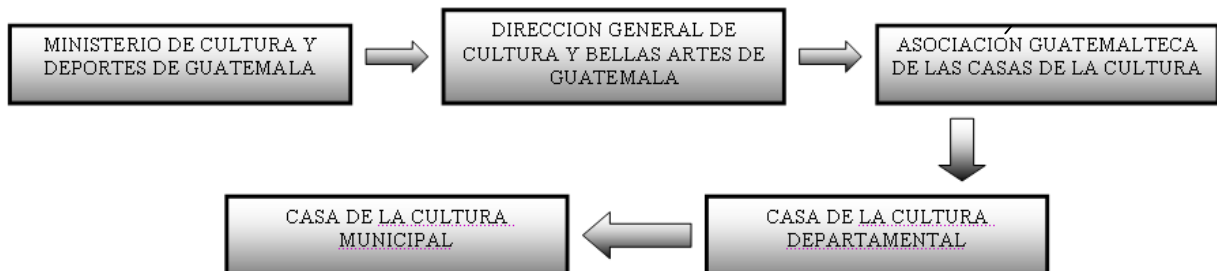 MINISTERIO DE CULTURA Y
DEPORTES DE GUATEMALA
DIRECCION GENERAL DE
CULTURA Y BELLAS ARTES DE
GUATEMALA
ASOCIACIÓN GUATEMALTECA
DE LAS CASAS DE LA CULTURA
CASA DE LA CULTURA
DEPARTAMENTAL
CASA DE LA CULTURA
MUNICIPAL